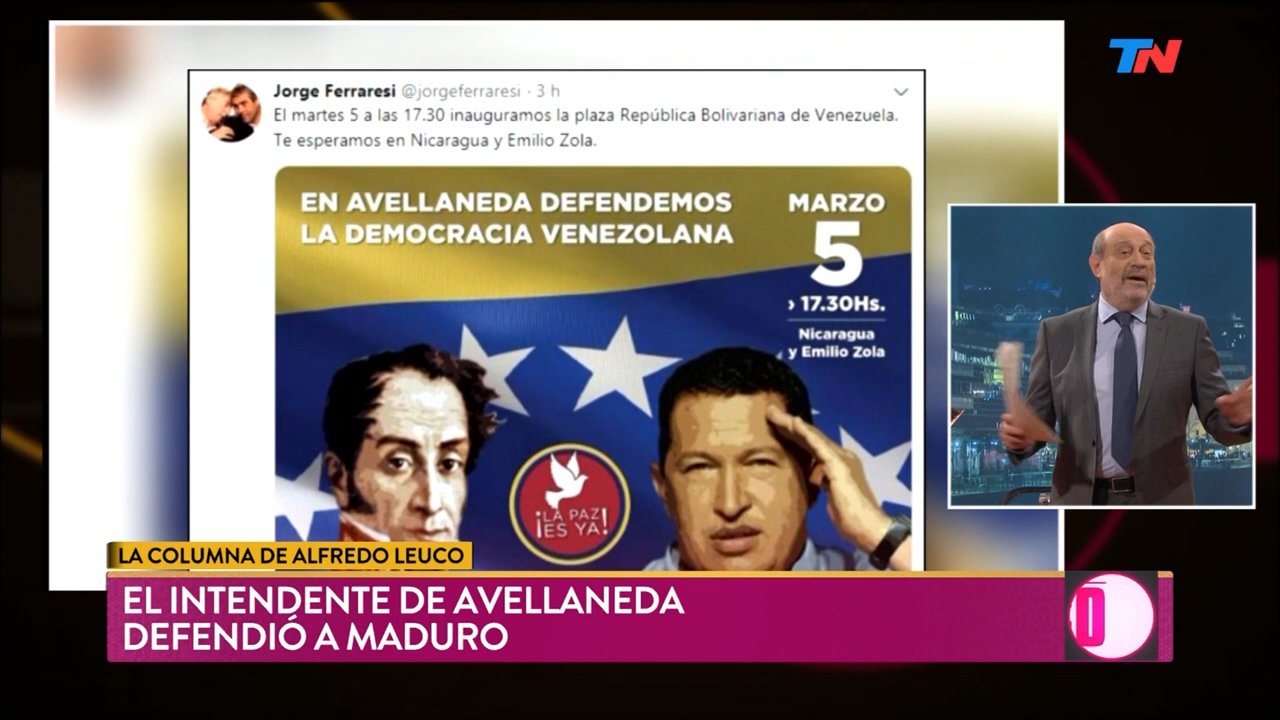 TN
Jorge Ferraresi @jorgeferraresi · 3 h
El martes 5 a las 17.30 inauguramos la plaza República Bolivariana de Venezuela.
Te esperamos en Nicaragua y Emilio Zola.
EN AVELLANEDA DEFENDEMOS
LA DEMOCRACIA VENEZOLANA
MARZO
5
› 17.30Hs.
Nicaragua
y Emilio Zola
¡LA PAZ
ES YA!
LA COLUMNA DE ALFREDO LEUCO
EL INTENDENTE DE AVELLANEDA
DEFENDIÓ A MADURO